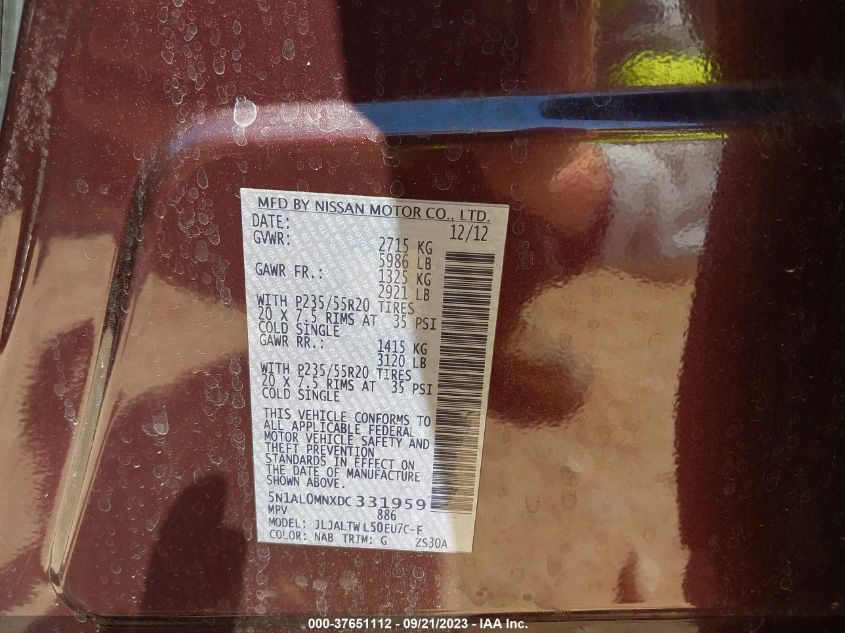 MFD BY NISSAN MOTOR CO., LTD.
DATE: 12/12
GVWR: 2715 KG
5986 LB
GAWR FR.: 1325 KG
2921 LB
WITH P235/55R20 TIRES
20 X 7.5 RIMS AT 35 PSI
COLD SINGLE
GAWR RR.: 1415 KG
3120 LB
WITH P235/55R20 TIRES
20 X 7.5 RIMS AT 35 PSI
COLD SINGLE
THIS VEHICLE CONFORMS TO
ALL APPLICABLE FEDERAL
MOTOR VEHICLE SAFETY AND
THEFT PREVENTION
STANDARDS IN EFFECT ON
THE DATE OF MANUFACTURE
SHOWN ABOVE.
5N1AL0MNXDC331959
MPV 886
MODEL: JLJALTWL50EU7C-F
COLOR: NAB TRIM: G ZS30A
000-37651112 - 09/21/2023 - IAA Inc.